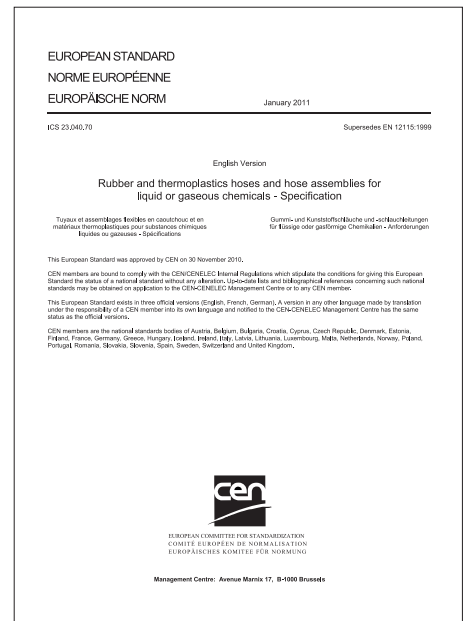 EUROPEAN STANDARD
NORME EUROPÉENNE
EUROPÄISCHE NORM
January 2011
ICS 23.040.70
Supersedes EN 12115:1999
English Version
Rubber and thermoplastics hoses and hose assemblies for
liquid or gaseous chemicals - Specification
Tuyaux et assemblages flexibles en caoutchouc et en
matériaux thermoplastiques pour substances chimiques
liquides ou gazeuses - Spécifications
Gummi- und Kunststoffschläuche und -schlauchleitungen
für flüssige oder gasförmige Chemikalien - Anforderungen
This European Standard was approved by CEN on 30 November 2010.
CEN members are bound to comply with the CEN/CENELEC Internal Regulations which stipulate the conditions for giving this European
Standard the status of a national standard without any alteration. Up-to-date lists and bibliographical references concerning such national
standards may be obtained on application to the CEN-CENELEC Management Centre or to any CEN member.
This European Standard exists in three official versions (English, French, German). A version in any other language made by translation
under the responsibility of a CEN member into its own language and notified to the CEN-CENELEC Management Centre has the same
status as the official versions.
CEN members are the national standards bodies of Austria, Belgium, Bulgaria, Croatia, Cyprus, Czech Republic, Denmark, Estonia,
Finland, France, Germany, Greece, Hungary, Iceland, Ireland, Italy, Latvia, Lithuania, Luxembourg, Malta, Netherlands, Norway, Poland,
Portugal, Romania, Slovakia, Slovenia, Spain, Sweden, Switzerland and United Kingdom.
cen
EUROPEAN COMMITTEE FOR STANDARDIZATION
COMITÉ EUROPÉEN DE NORMALISATION
EUROPÄISCHES KOMITEE FÜR NORMUNG
Management Centre: Avenue Marnix 17, B-1000 Brussels